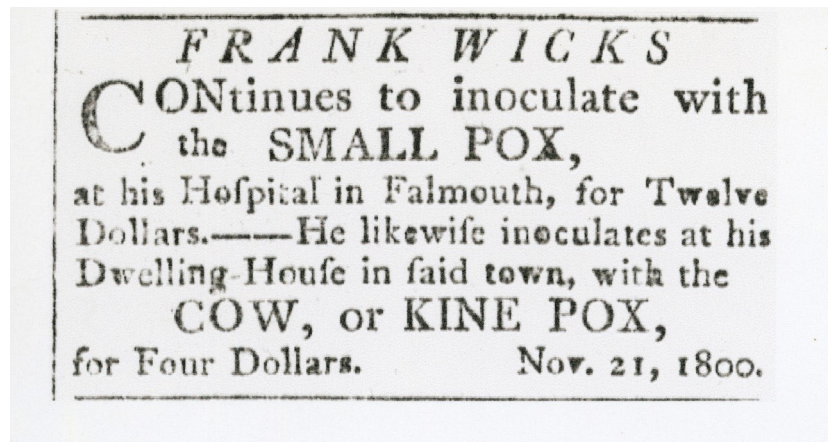 FRANK WICKS
CONtinues to inoculate with
the SMALL POX,
at his Hoſpital in Falmouth, for Twelve
Dollars.——He likewiſe inoculates at his
Dwelling-Houſe in ſaid town, with the
COW, or KINE POX,
for Four Dollars. Nov. 21, 1800.